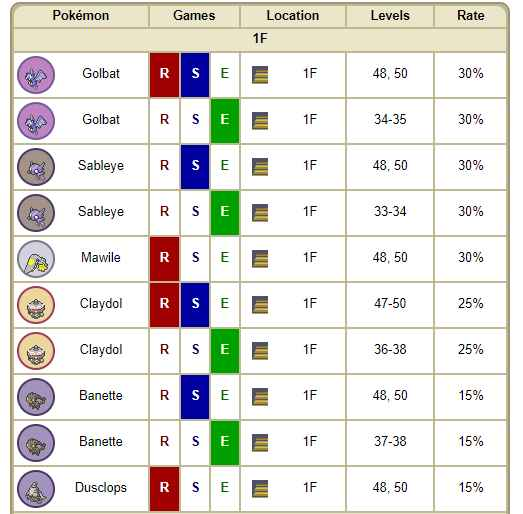 Pokémon Games Location Levels Rate
1F
Golbat R S E 1F 48, 50 30%
Golbat R S E 1F 34-35 30%
Sableye R S E 1F 48, 50 30%
Sableye R S E 1F 33-34 30%
Mawile R S E 1F 48, 50 30%
Claydol R S E 1F 47-50 25%
Claydol R S E 1F 36-38 25%
Banette R S E 1F 48, 50 15%
Banette R S E 1F 37-38 15%
Dusclops R S E 1F 48, 50 15%